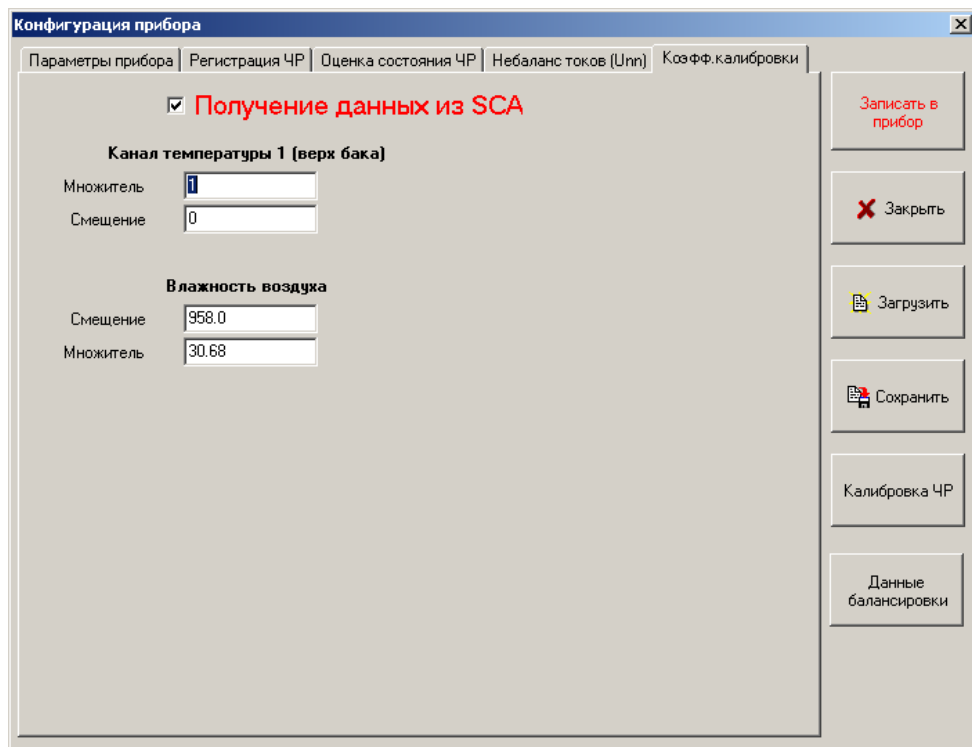 Конфигурация прибора
Параметры прибора
Регистрация ЧР
Оценка состояния ЧР
Небаланс токов (Unn)
Коэфф.калибровки
Получение данных из SCA
Канал температуры 1 (верх бака)
Множитель
1
Смещение
0
Влажность воздуха
Смещение
958.0
Множитель
30.68
Записать в
прибор
Закрыть
Загрузить
Сохранить
Калибровка ЧР
Данные
балансировки